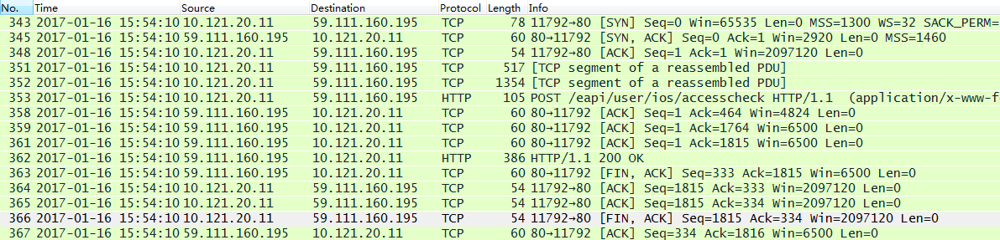 No. Time Source Destination Protocol Length Info
343 2017-01-16 15:54:10 10.121.20.11 59.111.160.195 TCP 78 11792→80 [SYN] Seq=0 Win=65535 Len=0 MSS=1300 WS=32 SACK_PERM=
345 2017-01-16 15:54:10 59.111.160.195 10.121.20.11 TCP 60 80→11792 [SYN, ACK] Seq=0 Ack=1 Win=2920 Len=0 MSS=1460
348 2017-01-16 15:54:10 10.121.20.11 59.111.160.195 TCP 54 11792→80 [ACK] Seq=1 Ack=1 Win=2097120 Len=0
351 2017-01-16 15:54:10 10.121.20.11 59.111.160.195 TCP 517 [TCP segment of a reassembled PDU]
352 2017-01-16 15:54:10 10.121.20.11 59.111.160.195 TCP 1354 [TCP segment of a reassembled PDU]
353 2017-01-16 15:54:10 10.121.20.11 59.111.160.195 HTTP 105 POST /eapi/user/ios/accesscheck HTTP/1.1 (application/x-www-f
358 2017-01-16 15:54:10 59.111.160.195 10.121.20.11 TCP 60 80→11792 [ACK] Seq=1 Ack=464 Win=4824 Len=0
359 2017-01-16 15:54:10 59.111.160.195 10.121.20.11 TCP 60 80→11792 [ACK] Seq=1 Ack=1764 Win=6500 Len=0
361 2017-01-16 15:54:10 59.111.160.195 10.121.20.11 TCP 60 80→11792 [ACK] Seq=1 Ack=1815 Win=6500 Len=0
362 2017-01-16 15:54:10 59.111.160.195 10.121.20.11 HTTP 386 HTTP/1.1 200 OK
363 2017-01-16 15:54:10 59.111.160.195 10.121.20.11 TCP 60 80→11792 [FIN, ACK] Seq=333 Ack=1815 Win=6500 Len=0
364 2017-01-16 15:54:10 10.121.20.11 59.111.160.195 TCP 54 11792→80 [ACK] Seq=1815 Ack=333 Win=2097120 Len=0
365 2017-01-16 15:54:10 10.121.20.11 59.111.160.195 TCP 54 11792→80 [ACK] Seq=1815 Ack=334 Win=2097120 Len=0
366 2017-01-16 15:54:10 10.121.20.11 59.111.160.195 TCP 54 11792→80 [FIN, ACK] Seq=1815 Ack=334 Win=2097120 Len=0
367 2017-01-16 15:54:10 59.111.160.195 10.121.20.11 TCP 60 80→11792 [ACK] Seq=334 Ack=1816 Win=6500 Len=0